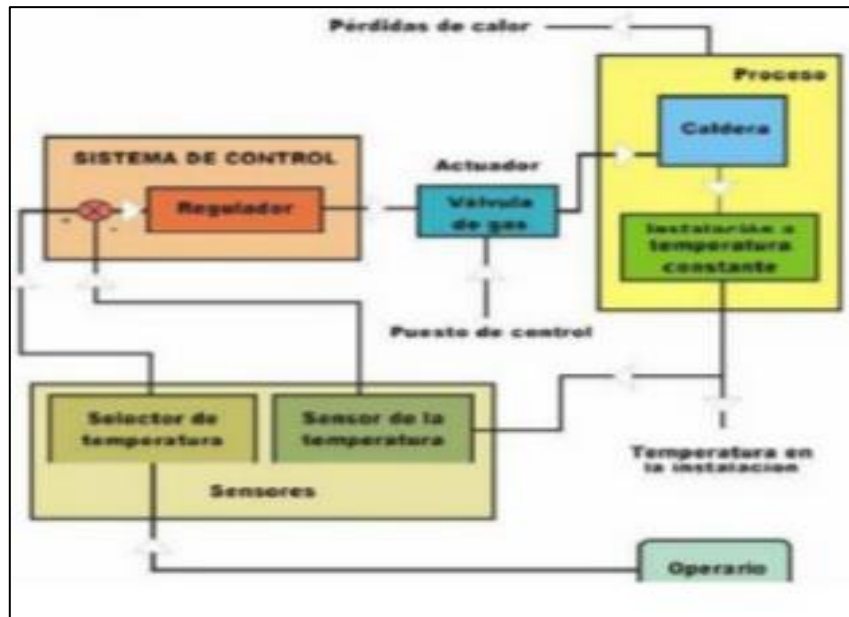 Pérdidas de calor
Proceso
Caldera
SISTEMA DE CONTROL
Actuador
Regulador
Válvula
de gas
Instalación a
temperatura
constante
Puesto de control
Selector de
temperatura
Sensor de la
temperatura
Temperatura en
la instalacion
Sensores
Operario